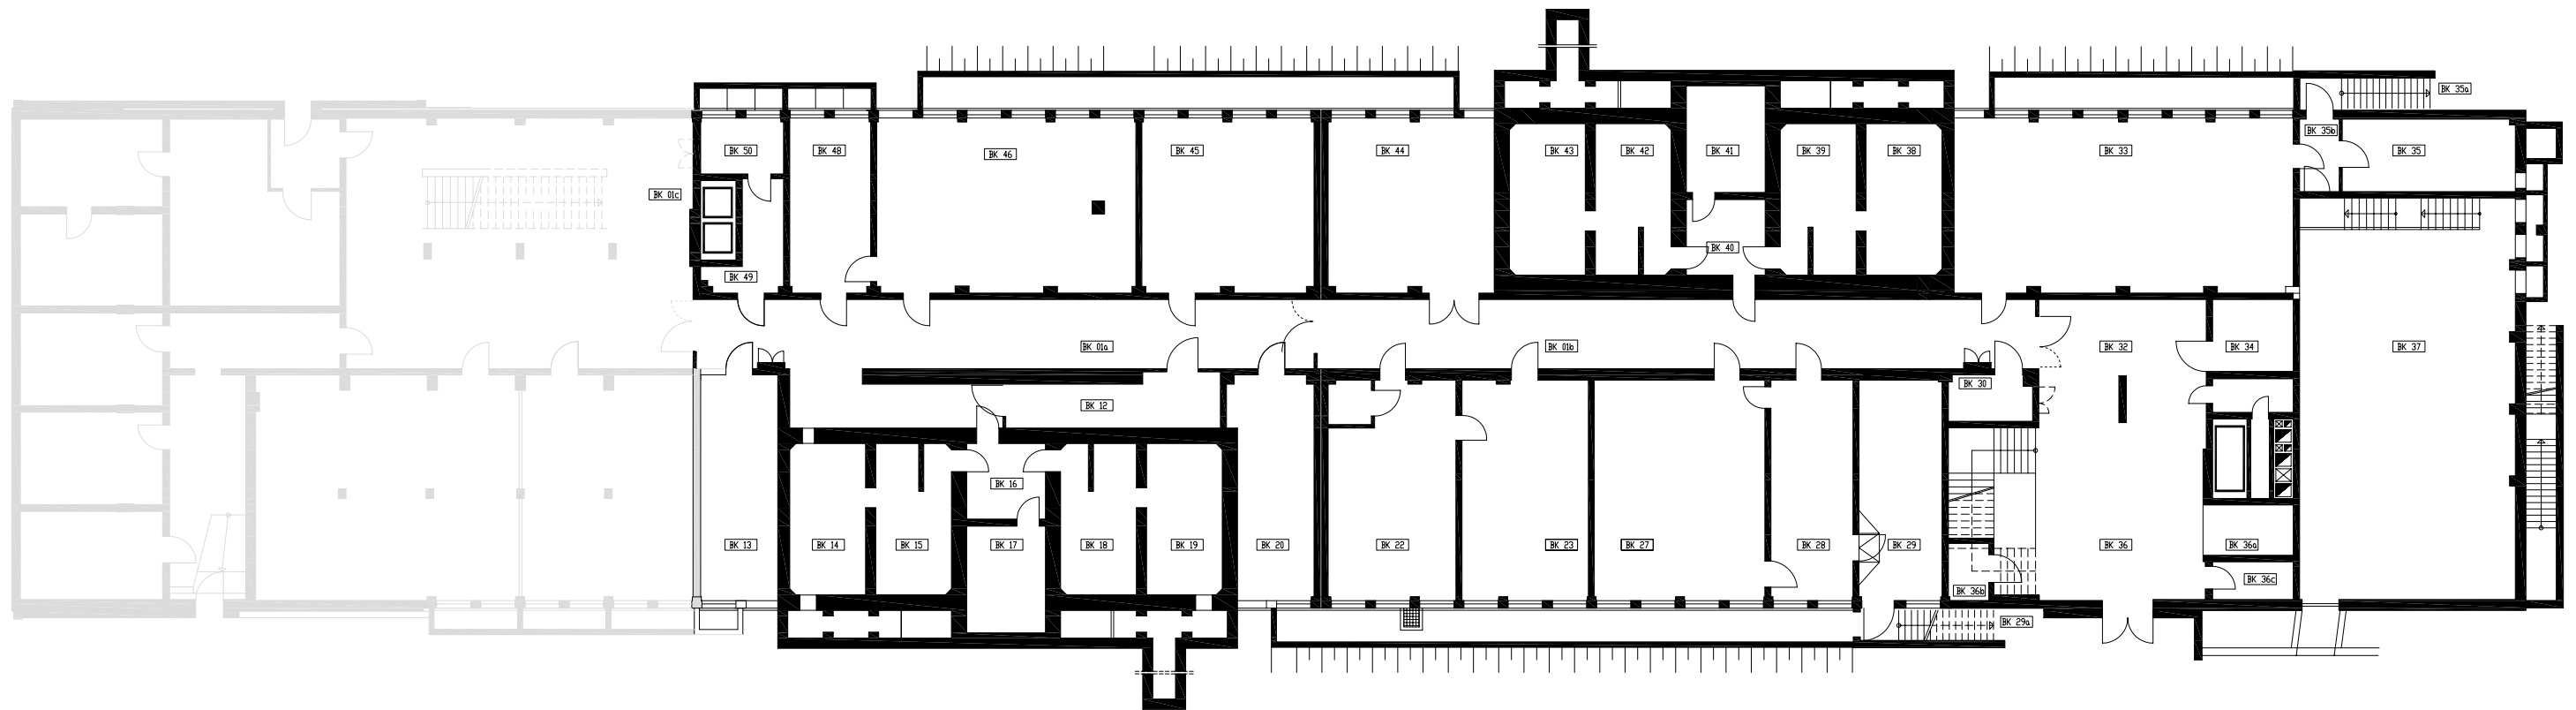 BK 35a
BK 35b
BK 50
BK 48
BK 46
BK 45
BK 44
BK 43
BK 42
BK 41
BK 39
BK 38
BK 33
BK 35
BK 01c
BK 40
BK 49
BK 01a
BK 01b
BK 32
BK 34
BK 37
BK 30
BK 12
BK 16
BK 13
BK 14
BK 15
BK 17
BK 18
BK 19
BK 20
BK 22
BK 23
BK 27
BK 28
BK 29
BK 36
BK 36a
BK 36c
BK 36b
BK 29a